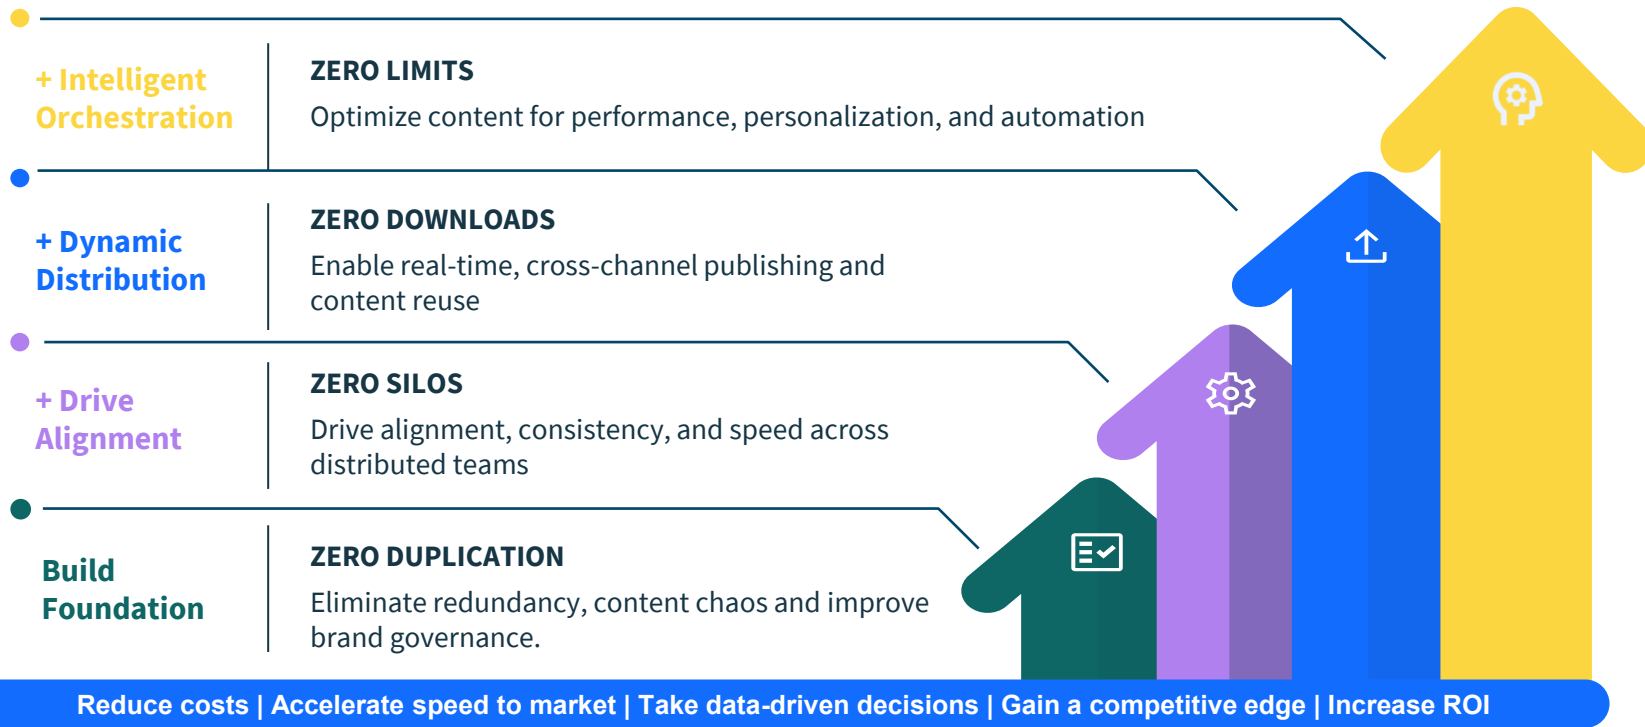 + Intelligent
Orchestration
ZERO LIMITS
Optimize content for performance, personalization, and automation
+ Dynamic
Distribution
ZERO DOWNLOADS
Enable real-time, cross-channel publishing and
content reuse
+ Drive
Alignment
ZERO SILOS
Drive alignment, consistency, and speed across
distributed teams
Build
Foundation
ZERO DUPLICATION
Eliminate redundancy, content chaos and improve
brand governance.
Reduce costs | Accelerate speed to market | Take data-driven decisions | Gain a competitive edge | Increase ROI